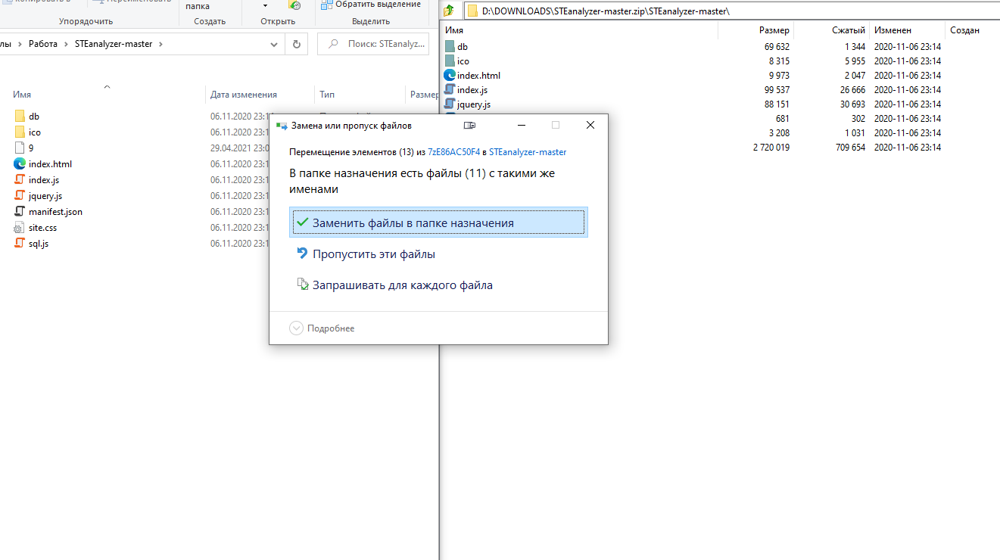 копировать в
Переименовать
папка
Обратить выделение
Упорядочить
Создать
Открыть
Выделить
Работа
STEanalyzer-master
Поиск: STEanalyz...
Имя
Дата изменения
Тип
Размер
db
06.11.2020 23:1
ico
06.11.2020 23:1
9
29.04.2021 23:0
index.html
06.11.2020 23:1
index.js
06.11.2020 23:1
jquery.js
06.11.2020 23:1
manifest.json
06.11.2020 23:1
site.css
06.11.2020 23:1
sql.js
06.11.2020 23:1
D:\DOWNLOADS\STEanalyzer-master.zip\STEanalyzer-master\
Имя
Размер
Сжатый
Изменен
Создан
db
69 632
1 344
2020-11-06 23:14
ico
8 315
5 955
2020-11-06 23:14
index.html
9 973
2 047
2020-11-06 23:14
index.js
99 537
26 666
2020-11-06 23:14
jquery.js
88 151
30 693
2020-11-06 23:14
681
302
2020-11-06 23:14
3 208
1 031
2020-11-06 23:14
2 720 019
709 654
2020-11-06 23:14
Замена или пропуск файлов
Перемещение элементов (13) из 7zE86AC50F4 в STEanalyzer-master
В папке назначения есть файлы (11) с такими же
именами
Заменить файлы в папке назначения
Пропустить эти файлы
Запрашивать для каждого файла
Подробнее